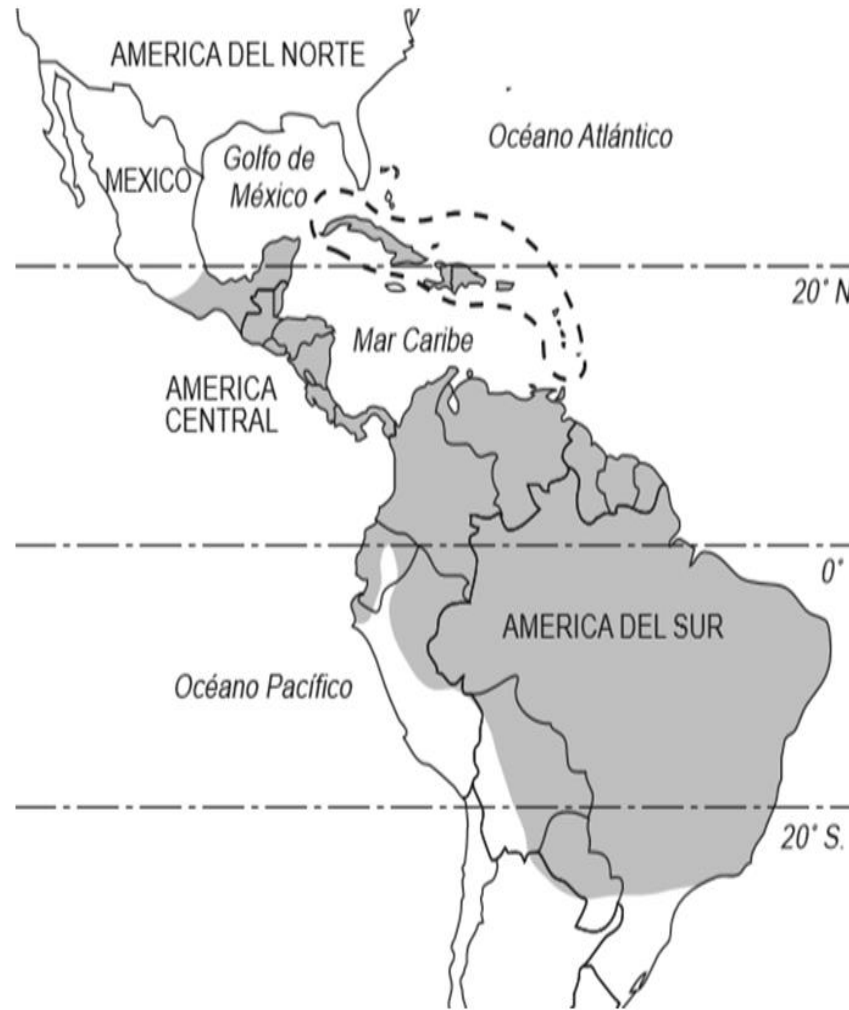 AMERICA DEL NORTE
Océano Atlántico
Golfo de
México
MEXICO
20° N
Mar Caribe
AMERICA
CENTRAL
0°
AMERICA DEL SUR
Océano Pacífico
20° S.